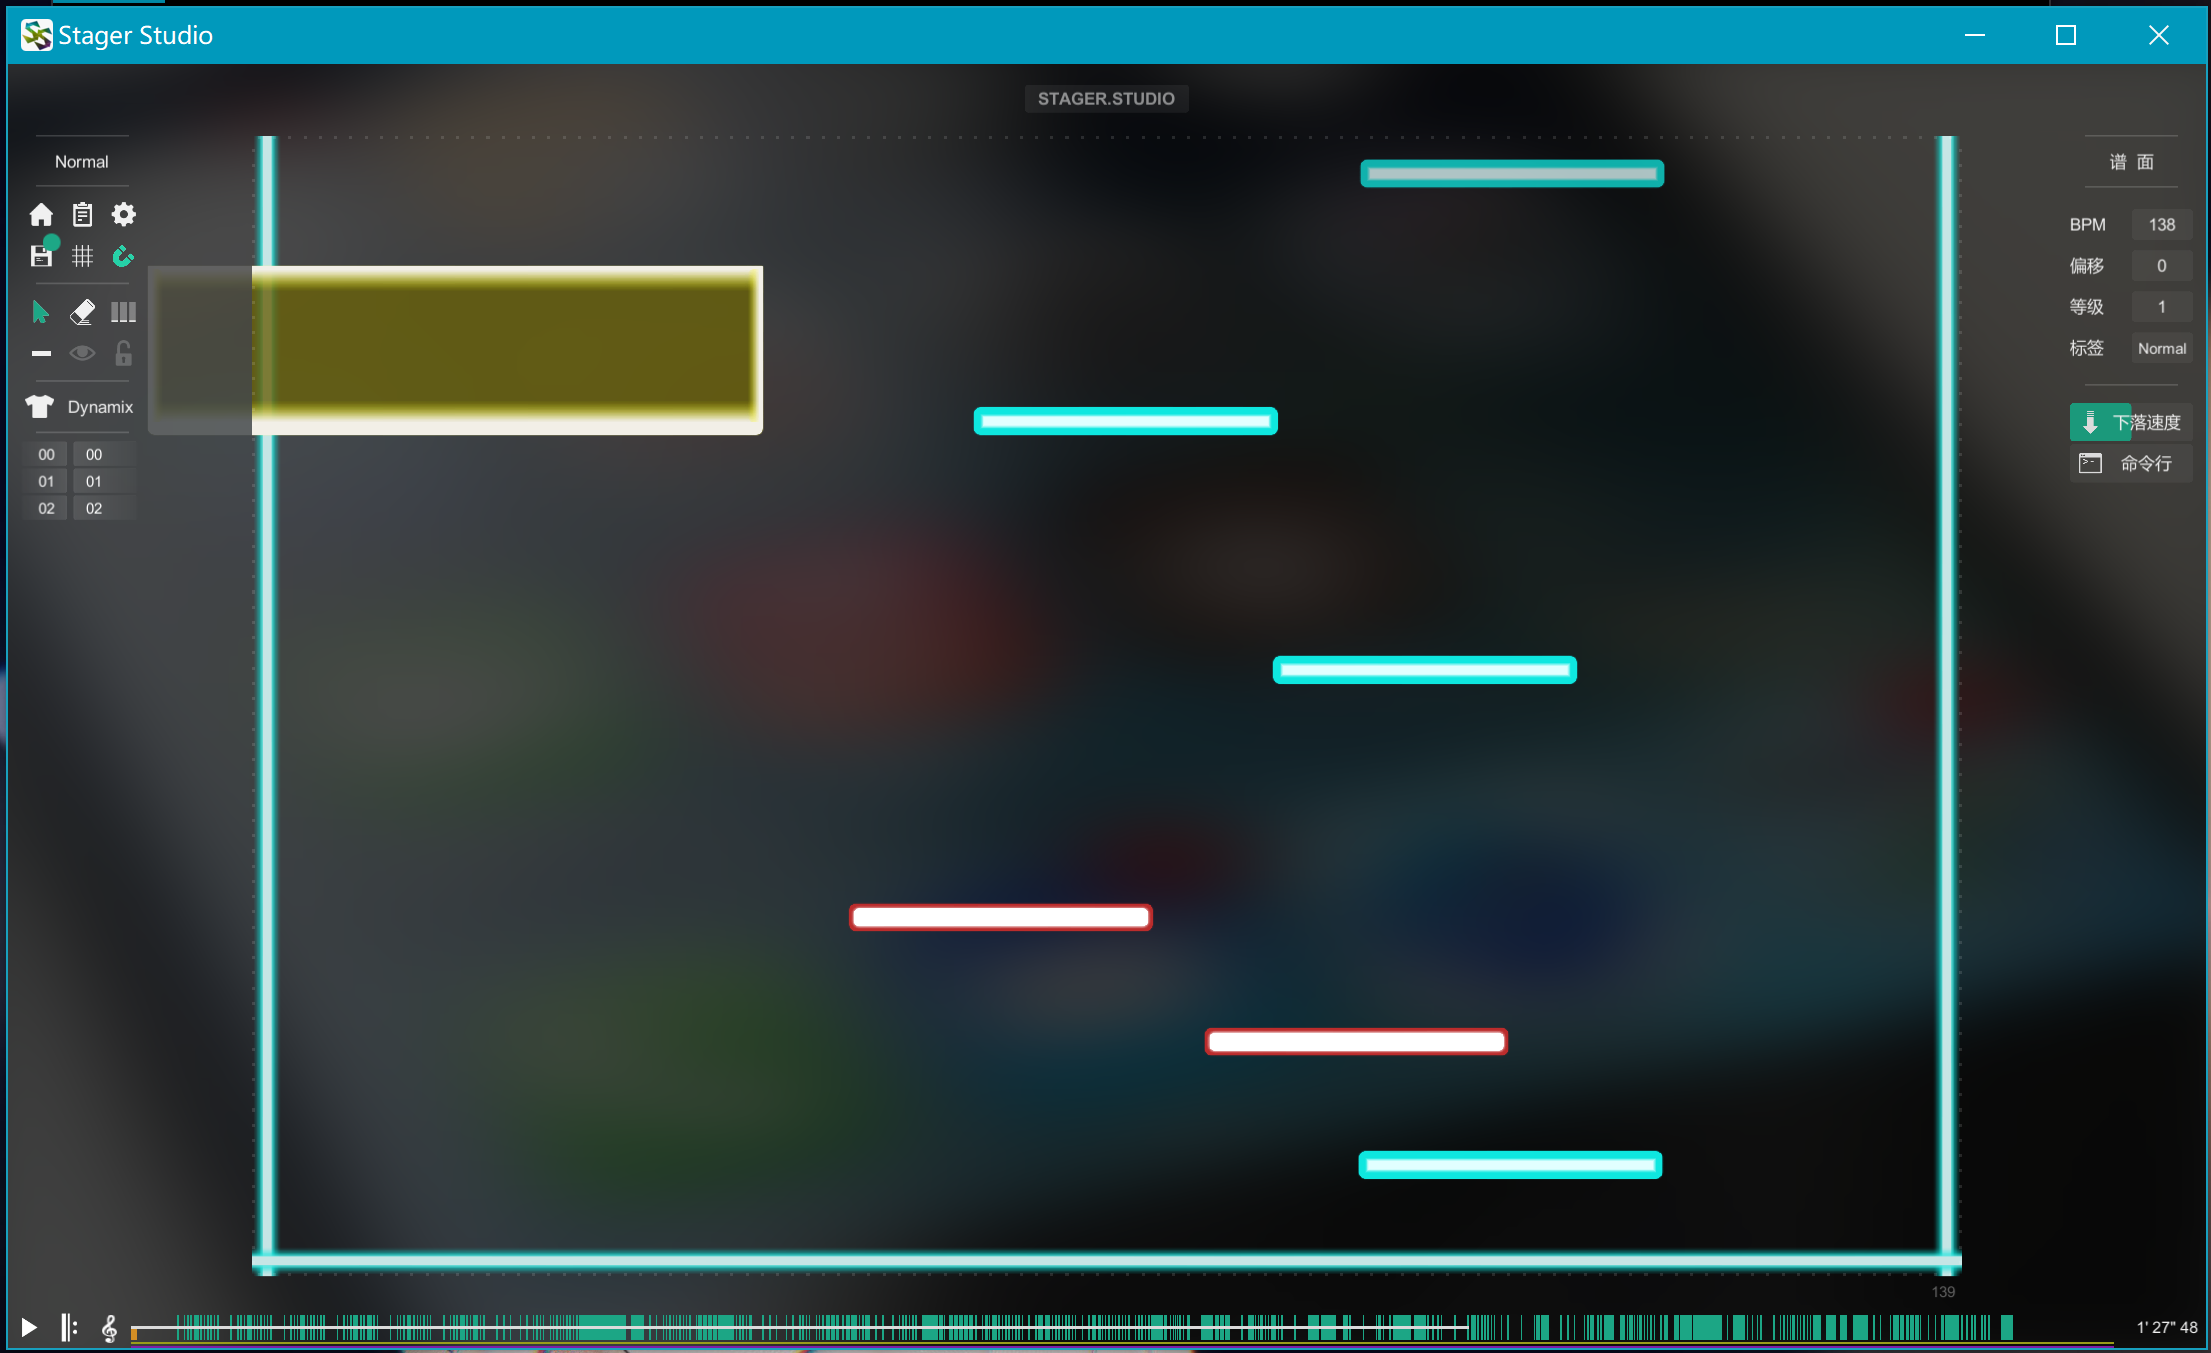 Stager Studio
STAGER.STUDIO
Normal
Dynamix
00 00
01 01
02 02
谱 面
BPM 138
偏移 0
等级 1
标签 Normal
下落速度
命令行
139
1' 27" 48